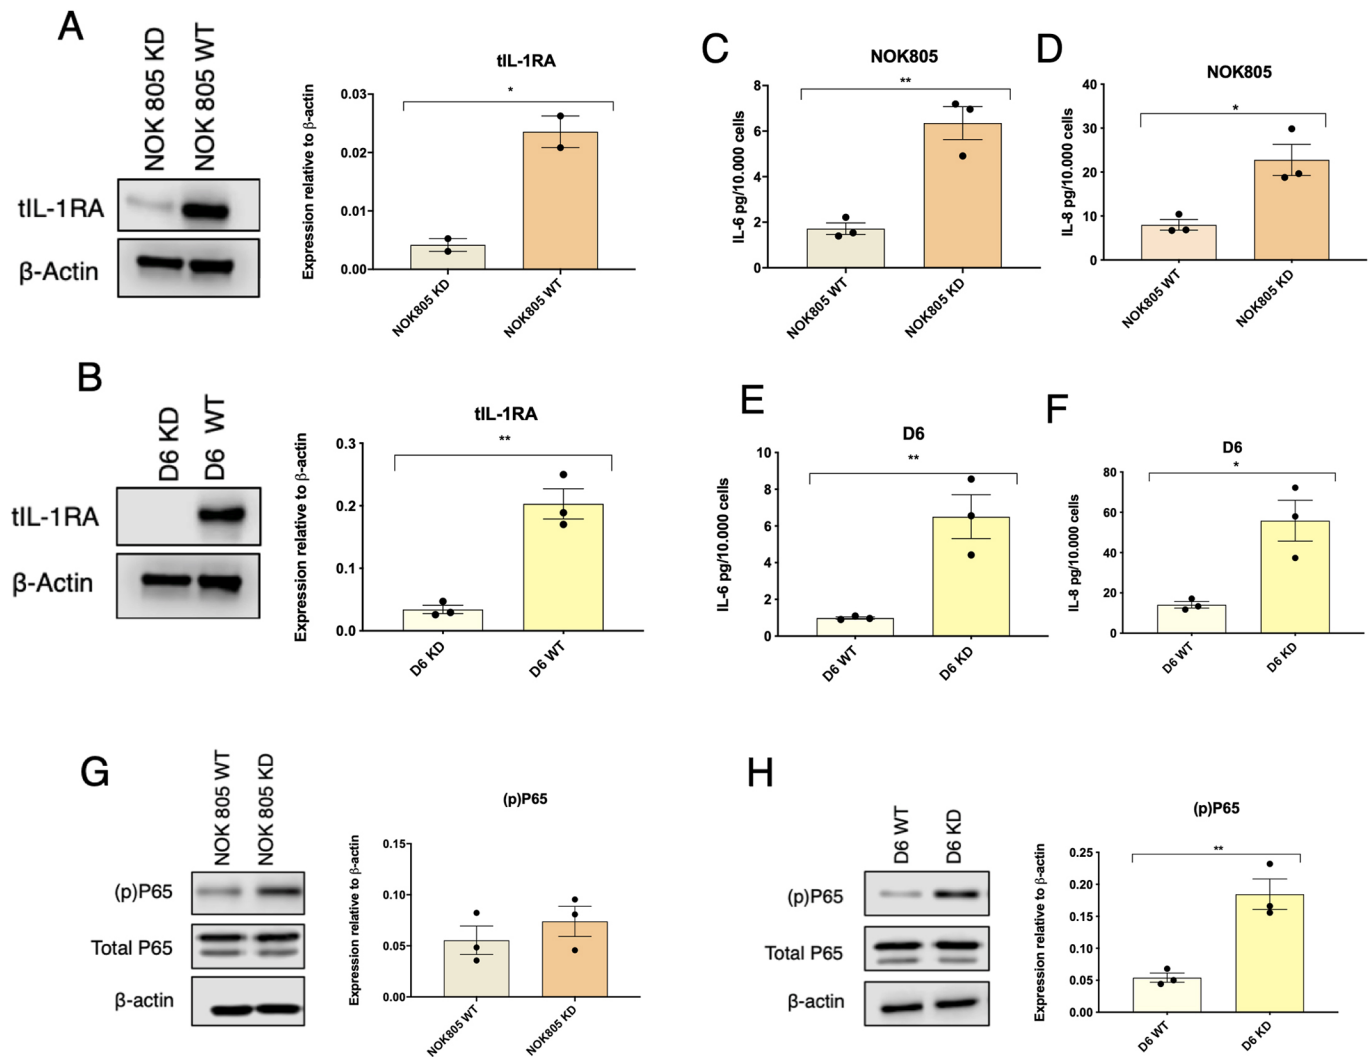 A
NOK 805 KD
NOK 805 WT
tIL-1RA
β-Actin
tIL-1RA
*
Expression relative to β-actin
0.03
0.02
0.01
0.00
NOK805 KD
NOK805 WT
C
NOK805
**
IL-6 pg/10.000 cells
8
6
4
2
0
NOK805 WT
NOK805 KD
D
NOK805
*
IL-8 pg/10.000 cells
40
30
20
10
0
NOK805 WT
NOK805 KD
B
D6 KD
D6 WT
tIL-1RA
β-Actin
tIL-1RA
**
Expression relative to β-actin
0.3
0.2
0.1
0.0
D6 KD
D6 WT
E
D6
**
IL-6 pg/10.000 cells
10
8
6
4
2
0
D6 WT
D6 KD
F
D6
*
IL-8 pg/10.000 cells
80
60
40
20
0
D6 WT
D6 KD
G
NOK 805 WT
NOK 805 KD
(p)P65
Total P65
β-actin
(p)P65
Expression relative to β-actin
0.15
0.10
0.05
0.00
NOK805 WT
NOK805 KD
H
D6 WT
D6 KD
(p)P65
Total P65
β-actin
(p)P65
**
Expression relative to β-actin
0.25
0.20
0.15
0.10
0.05
0.00
D6 WT
D6 KD